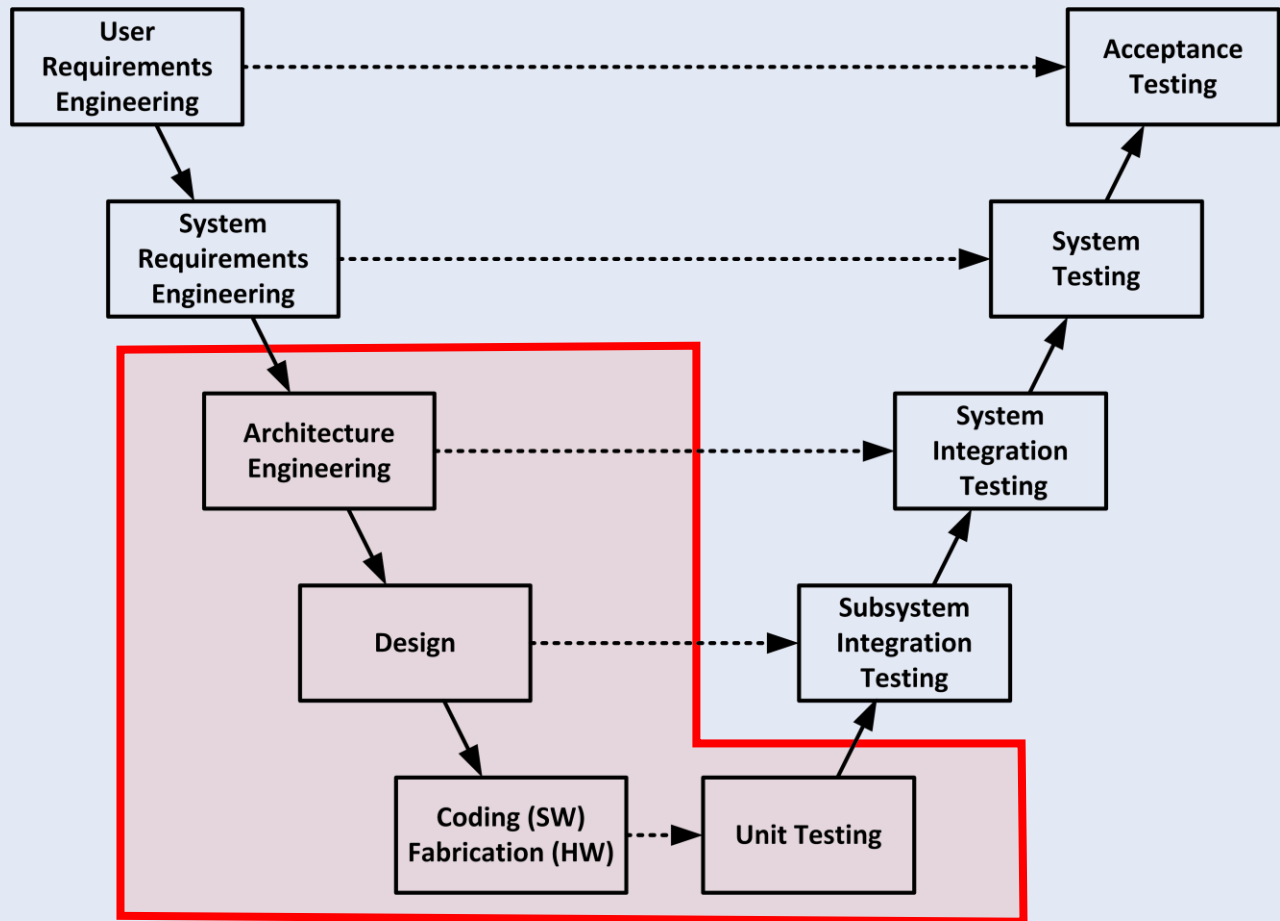 User
Requirements
Engineering
Acceptance
Testing
System
Requirements
Engineering
System
Testing
Architecture
Engineering
System
Integration
Testing
Design
Subsystem
Integration
Testing
Coding (SW)
Fabrication (HW)
Unit Testing